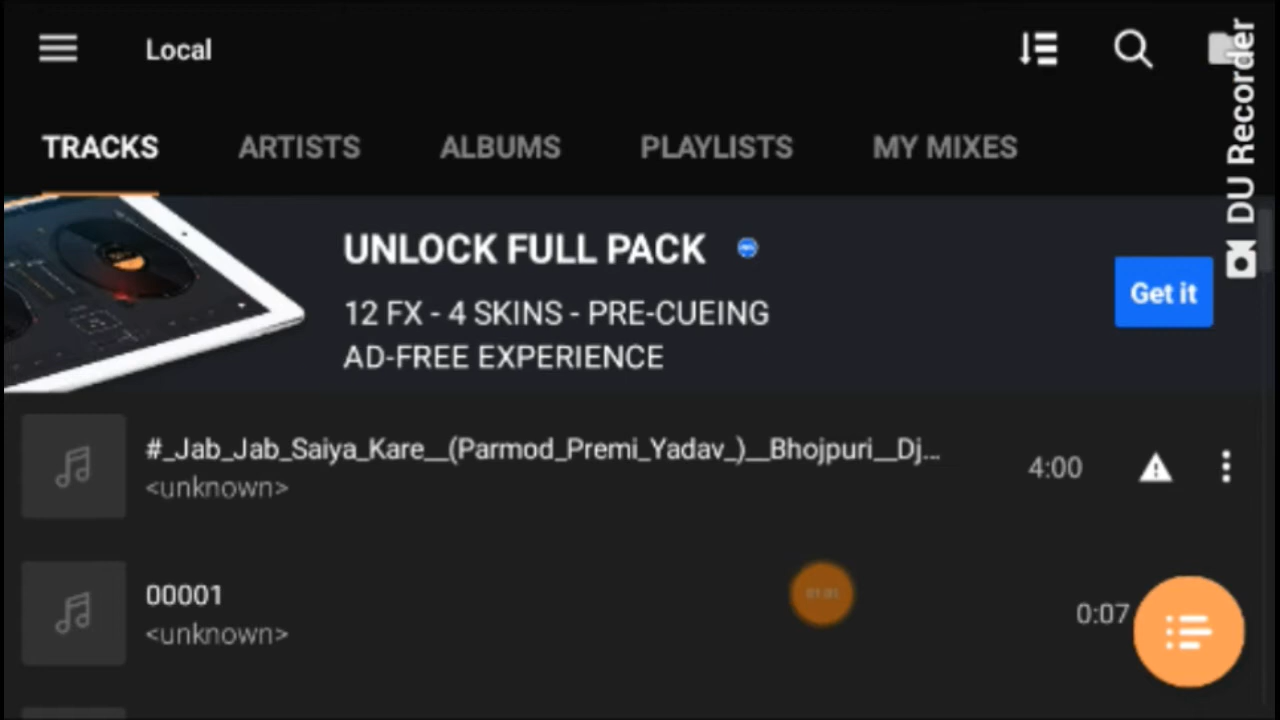 Local
DU Recorder
TRACKS
ARTISTS
ALBUMS
PLAYLISTS
MY MIXES
UNLOCK FULL PACK
12 FX - 4 SKINS - PRE-CUEING
AD-FREE EXPERIENCE
Get it
#_Jab_Jab_Saiya_Kare__(Parmod_Premi_Yadav_)__Bhojpuri__Dj...
<unknown>
4:00
00001
<unknown>
0:07